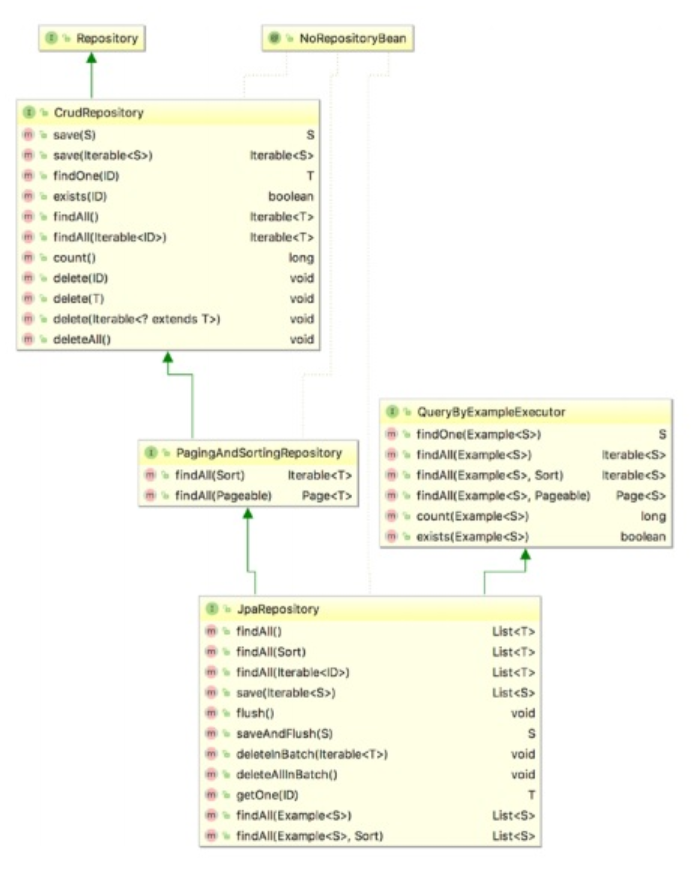 Repository
NoRepositoryBean
CrudRepository
save(S) S
save(Iterable<S>) Iterable<S>
findOne(ID) T
exists(ID) boolean
findAll() Iterable<T>
findAll(Iterable<ID>) Iterable<T>
count() long
delete(ID) void
delete(T) void
delete(Iterable<? extends T>) void
deleteAll() void
QueryByExampleExecutor
findOne(Example<S>) S
findAll(Example<S>) Iterable<S>
findAll(Example<S>, Sort) Iterable<S>
findAll(Example<S>, Pageable) Page<S>
count(Example<S>) long
exists(Example<S>) boolean
PagingAndSortingRepository
findAll(Sort) Iterable<T>
findAll(Pageable) Page<T>
JpaRepository
findAll() List<T>
findAll(Sort) List<T>
findAll(Iterable<ID>) List<T>
save(Iterable<S>) List<S>
flush() void
saveAndFlush(S) S
deleteInBatch(Iterable<T>) void
deleteAllInBatch() void
getOne(ID) T
findAll(Example<S>) List<S>
findAll(Example<S>, Sort) List<S>